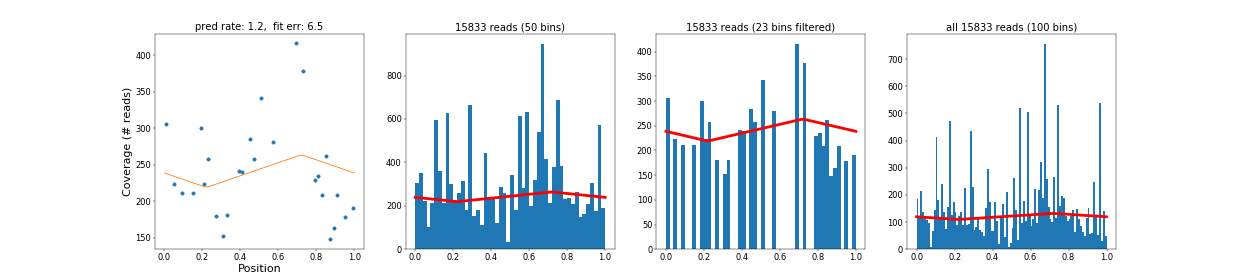 pred rate: 1.2, fit err: 6.5
15833 reads (50 bins)
15833 reads (23 bins filtered)
all 15833 reads (100 bins)
Coverage (# reads)
400
350
300
250
200
150
0.0 0.2 0.4 0.6 0.8 1.0
Position
800
600
400
200
0
0.0 0.2 0.4 0.6 0.8 1.0
400
350
300
250
200
150
100
50
0
0.0 0.2 0.4 0.6 0.8 1.0
700
600
500
400
300
200
100
0
0.0 0.2 0.4 0.6 0.8 1.0